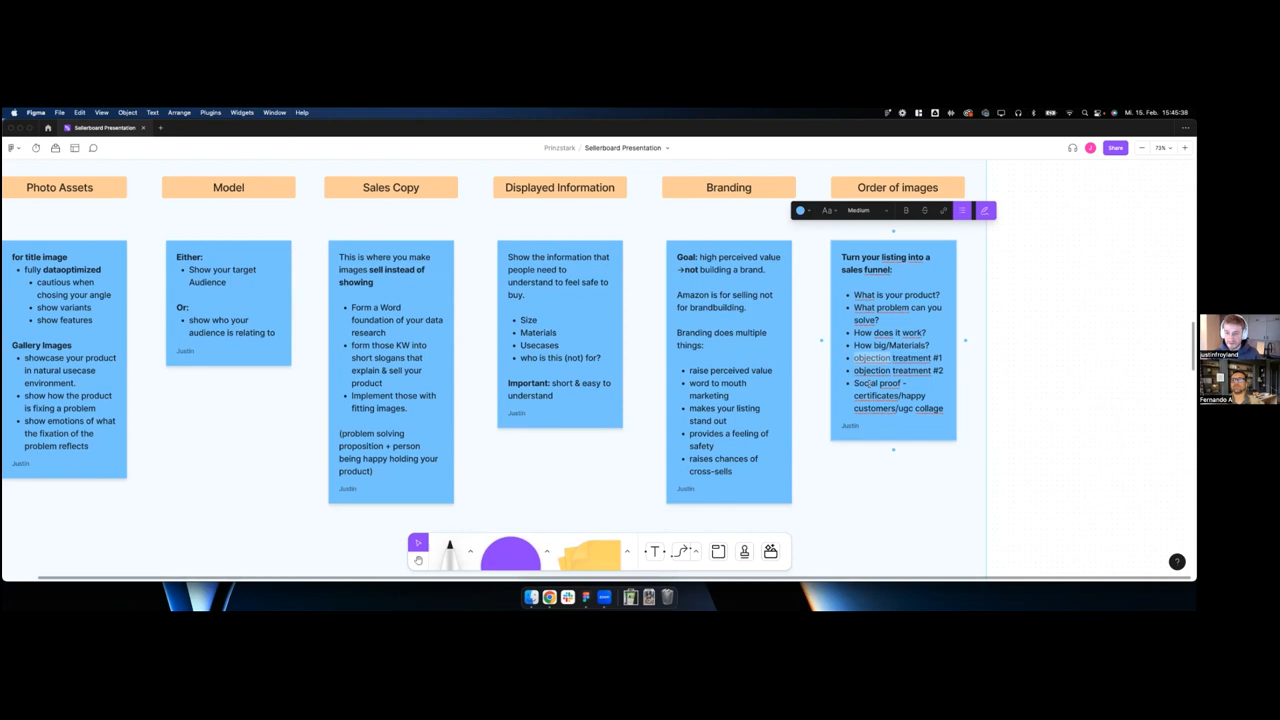 Figma File Edit View Object Text Arrange Plugins Widgets Window Help
Mi. 15. Feb. 15:45:38
Sellerboard Presentation
Prinzstark / Sellerboard Presentation
J
Share
73%
Photo Assets
Model
Sales Copy
Displayed Information
Branding
Order of images
Aa
Medium
B
S
for title image
fully dataoptimized
cautious when
chosing your angle
show variants
show features
Gallery Images
showcase your product
in natural usecase
environment.
show how the product
is fixing a problem
show emotions of what
the fixation of the
problem reflects
Justin
Either:
Show your target
Audience
Or:
show who your
audience is relating to
Justin
This is where you make
images sell instead of
showing
Form a Word
foundation of your data
research
form those KW into
short slogans that
explain & sell your
product
Implement those with
fitting images.
(problem solving
proposition + person
being happy holding your
product)
Justin
Show the information that
people need to
understand to feel safe to
buy.
Size
Materials
Usecases
who is this (not) for?
Important: short & easy to
understand
Justin
Goal: high perceived value
→not building a brand.
Amazon is for selling not
for brandbuilding.
Branding does multiple
things:
raise perceived value
word to mouth
marketing
makes your listing
stand out
provides a feeling of
safety
raises chances of
cross-sells
Justin
Turn your listing into a
sales funnel:
What is your product?
What problem can you
solve?
How does it work?
How big/Materials?
objection treatment #1
objection treatment #2
Social proof -
certificates/happy
customers/ugc collage
Justin
T
?
justinfroyland
Fernando A